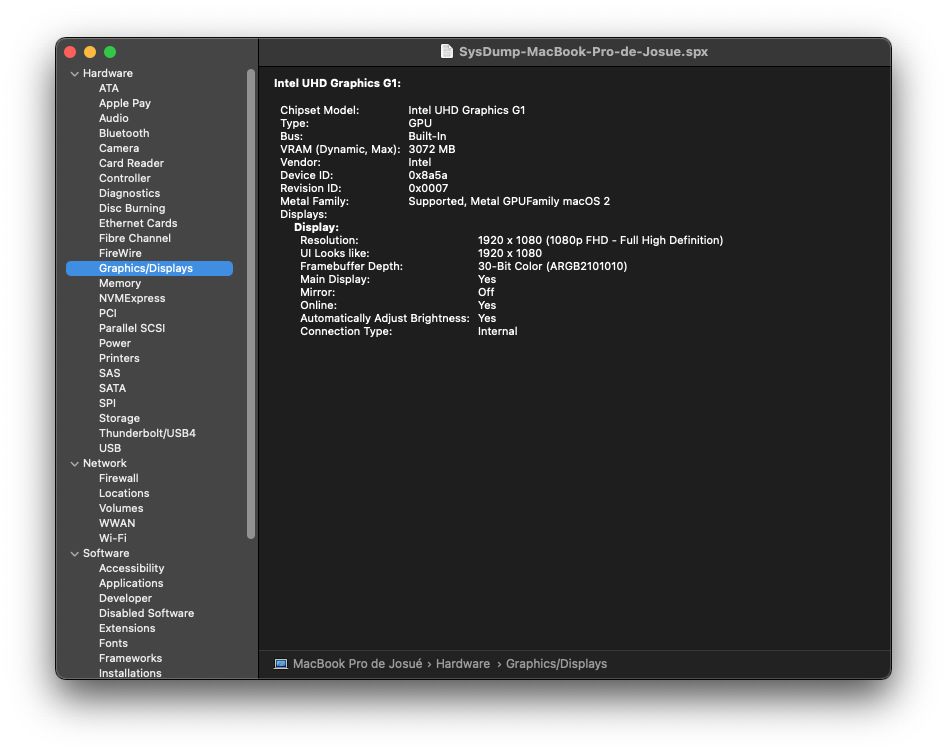 SysDump-MacBook-Pro-de-Josue.spx
Hardware
ATA
Apple Pay
Audio
Bluetooth
Camera
Card Reader
Controller
Diagnostics
Disc Burning
Ethernet Cards
Fibre Channel
FireWire
Graphics/Displays
Memory
NVMExpress
PCI
Parallel SCSI
Power
Printers
SAS
SATA
SPI
Storage
Thunderbolt/USB4
USB
Network
Firewall
Locations
Volumes
WWAN
Wi-Fi
Software
Accessibility
Applications
Developer
Disabled Software
Extensions
Fonts
Frameworks
Installations
Intel UHD Graphics G1:
Chipset Model: Intel UHD Graphics G1
Type: GPU
Bus: Built-In
VRAM (Dynamic, Max): 3072 MB
Vendor: Intel
Device ID: 0x8a5a
Revision ID: 0x0007
Metal Family: Supported, Metal GPUFamily macOS 2
Displays:
Display:
Resolution: 1920 x 1080 (1080p FHD - Full High Definition)
UI Looks like: 1920 x 1080
Framebuffer Depth: 30-Bit Color (ARGB2101010)
Main Display: Yes
Mirror: Off
Online: Yes
Automatically Adjust Brightness: Yes
Connection Type: Internal
MacBook Pro de Josué › Hardware › Graphics/Displays